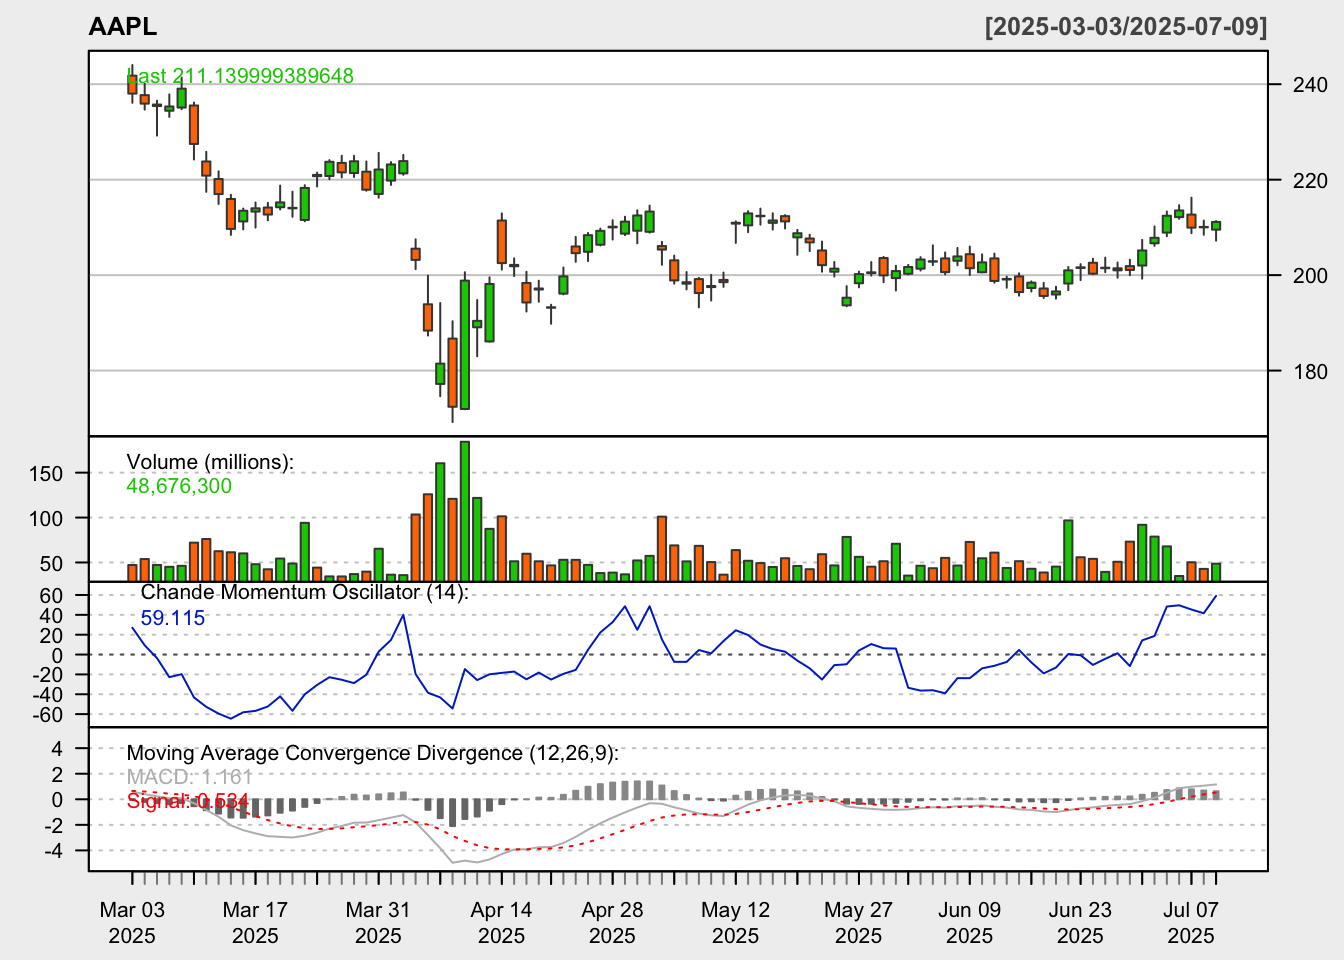 AAPL [2025-03-03/2025-07-09]
Last 211.139999389648
240
220
200
180
Volume (millions):
48,676,300
150
100
50
Chande Momentum Oscillator (14):
59.115
60
40
20
0
-20
-40
-60
Moving Average Convergence Divergence (12,26,9):
MACD: 1.161
Signal: 0.534
4
2
0
-2
-4
Mar 03 Mar 17 Mar 31 Apr 14 Apr 28 May 12 May 27 Jun 09 Jun 23 Jul 07
2025 2025 2025 2025 2025 2025 2025 2025 2025 2025